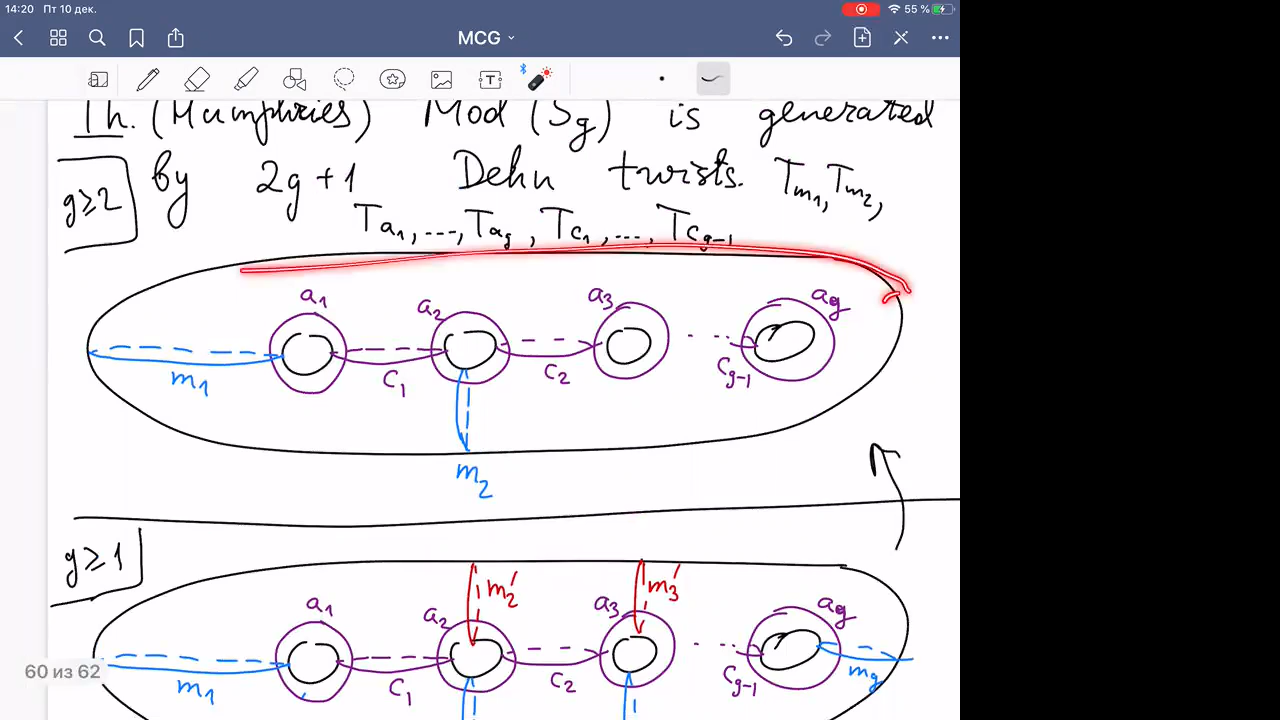 14:20 Пт 10 дек. 55 %
MCG
Th. (Humphries) Mod (Sg) is generated
g≥2 by 2g+1 Dehn twists. Tm1, Tm2,
Ta1, ..., Tag, Tc1, ..., Tcg-1
a1 a2 a3 ag
m1 c1 c2 cg-1
m2
g≥1
m2' m3'
a1 a2 a3 ag
60 из 62 m1 c1 c2 cg-1 mg